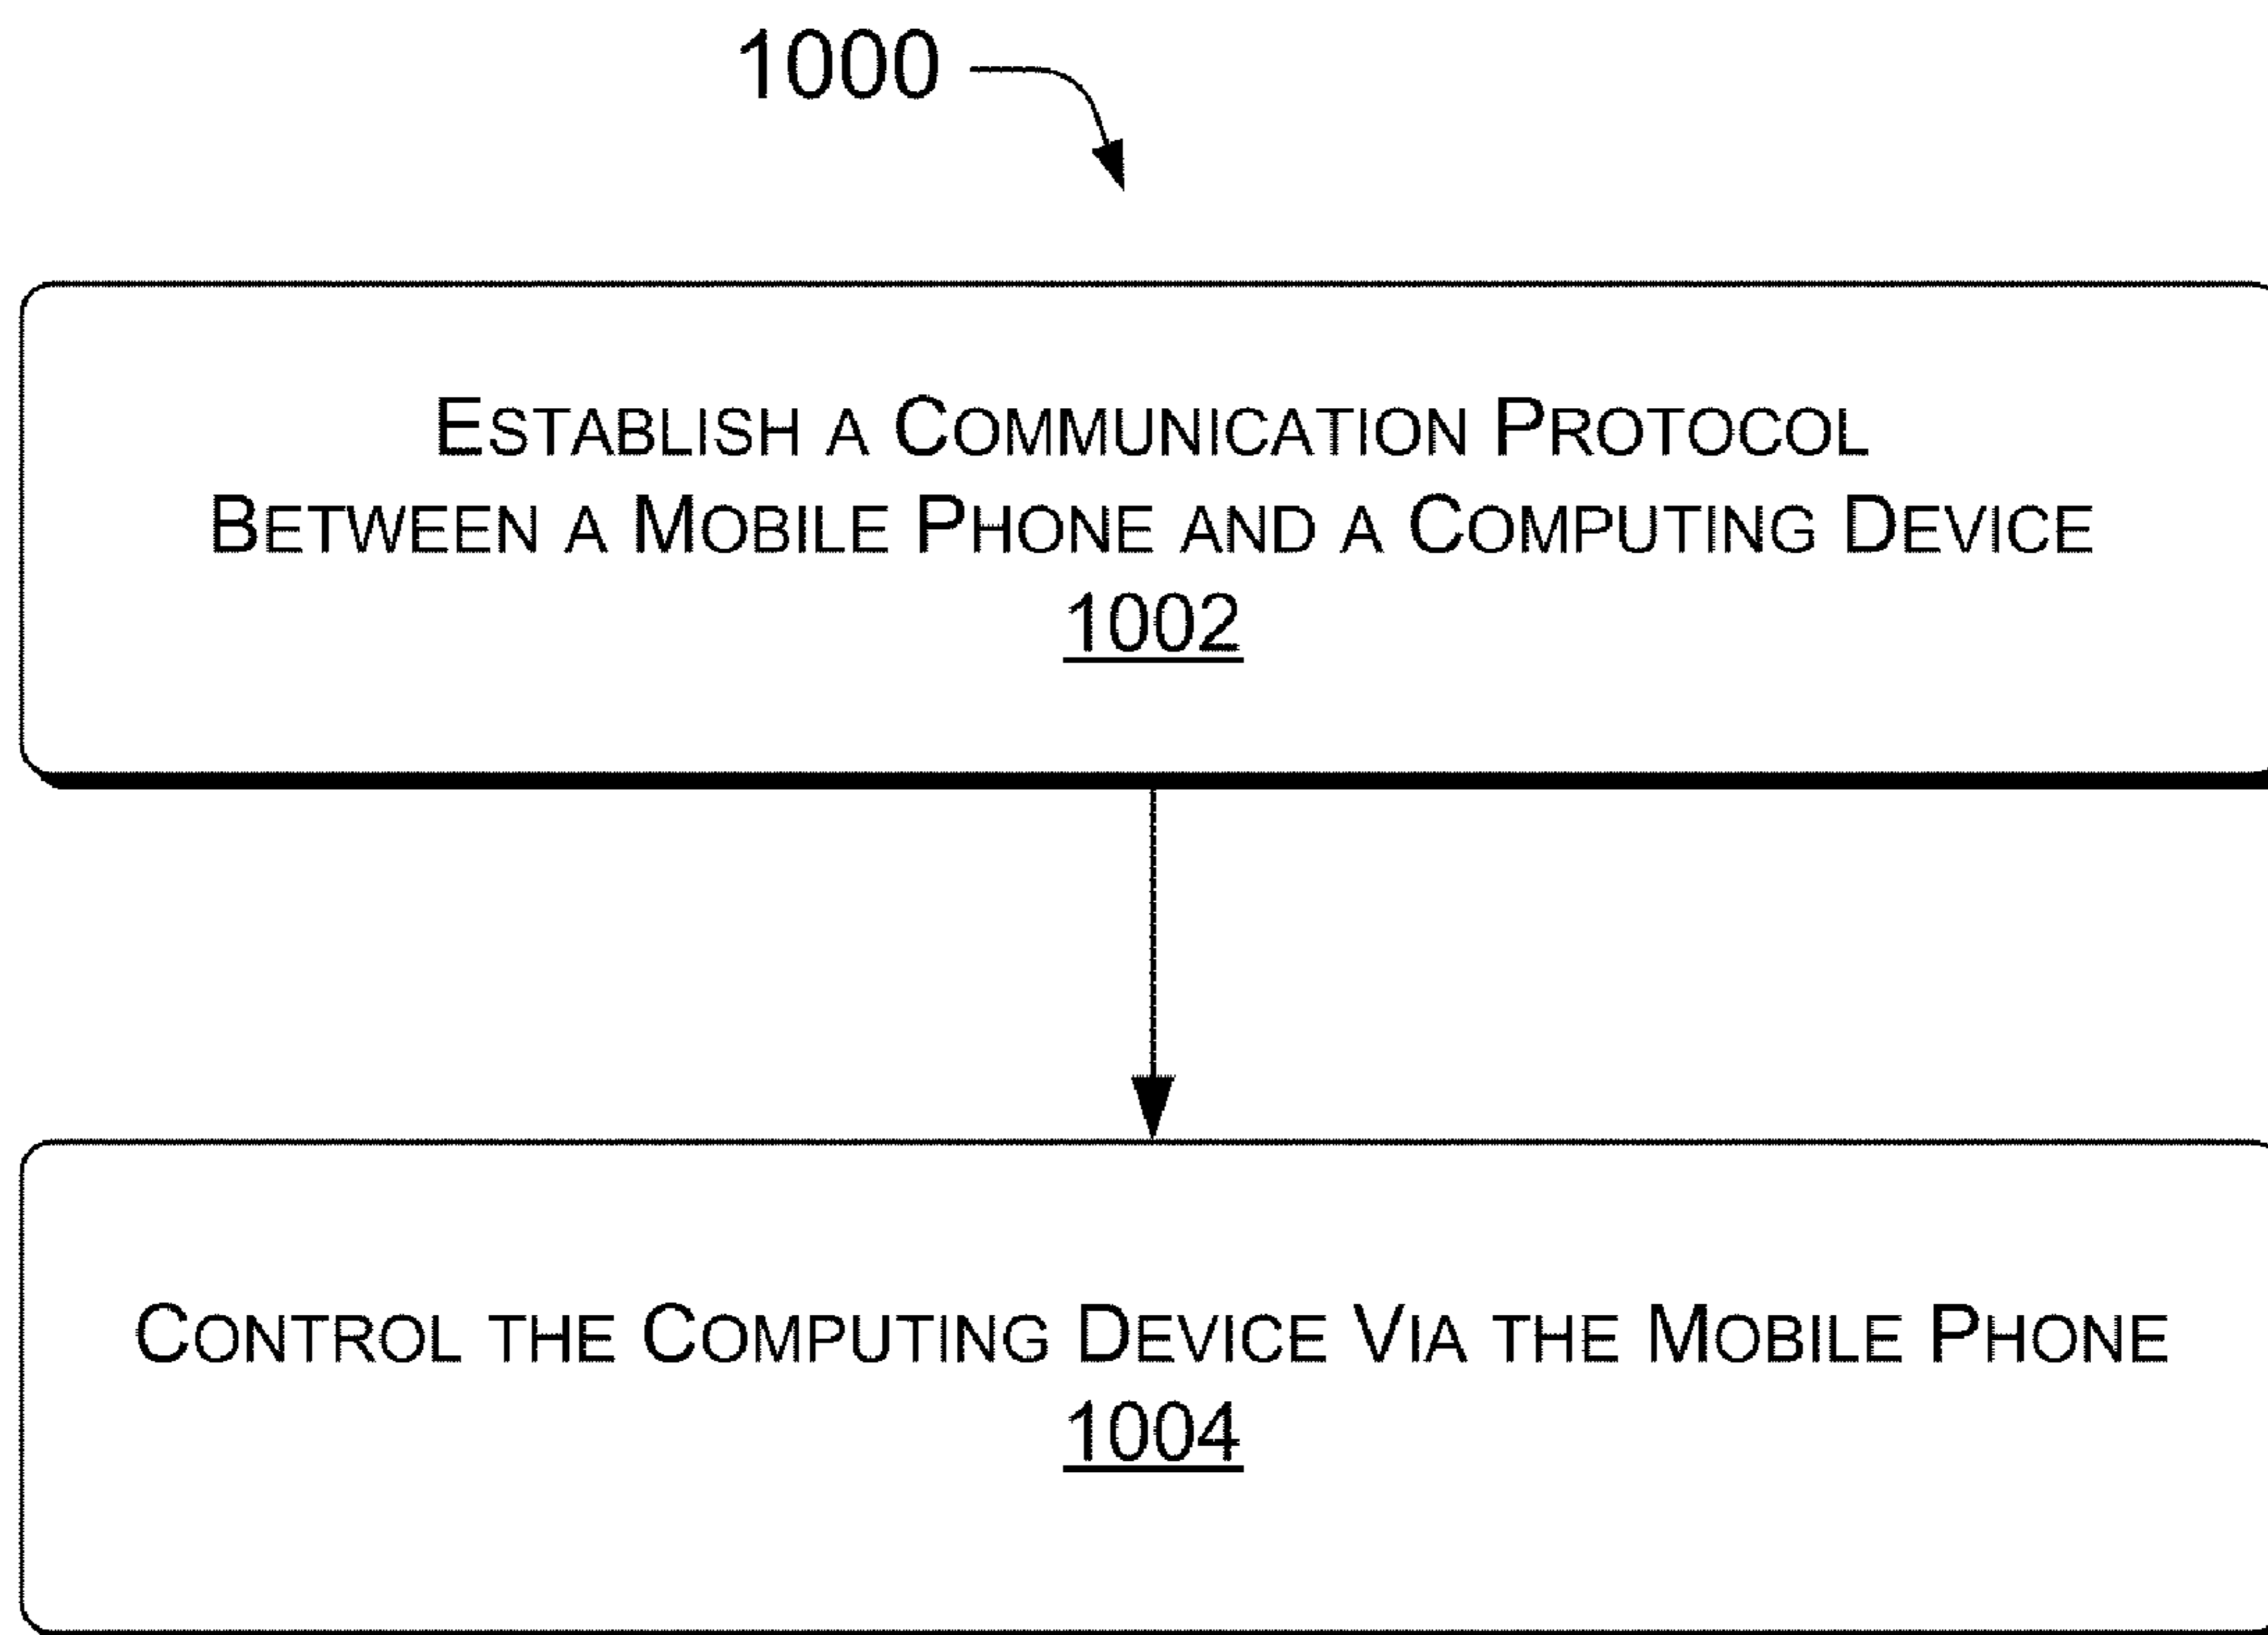 1000
ESTABLISH A COMMUNICATION PROTOCOL
BETWEEN A MOBILE PHONE AND A COMPUTING DEVICE
1002
CONTROL THE COMPUTING DEVICE VIA THE MOBILE PHONE
1004